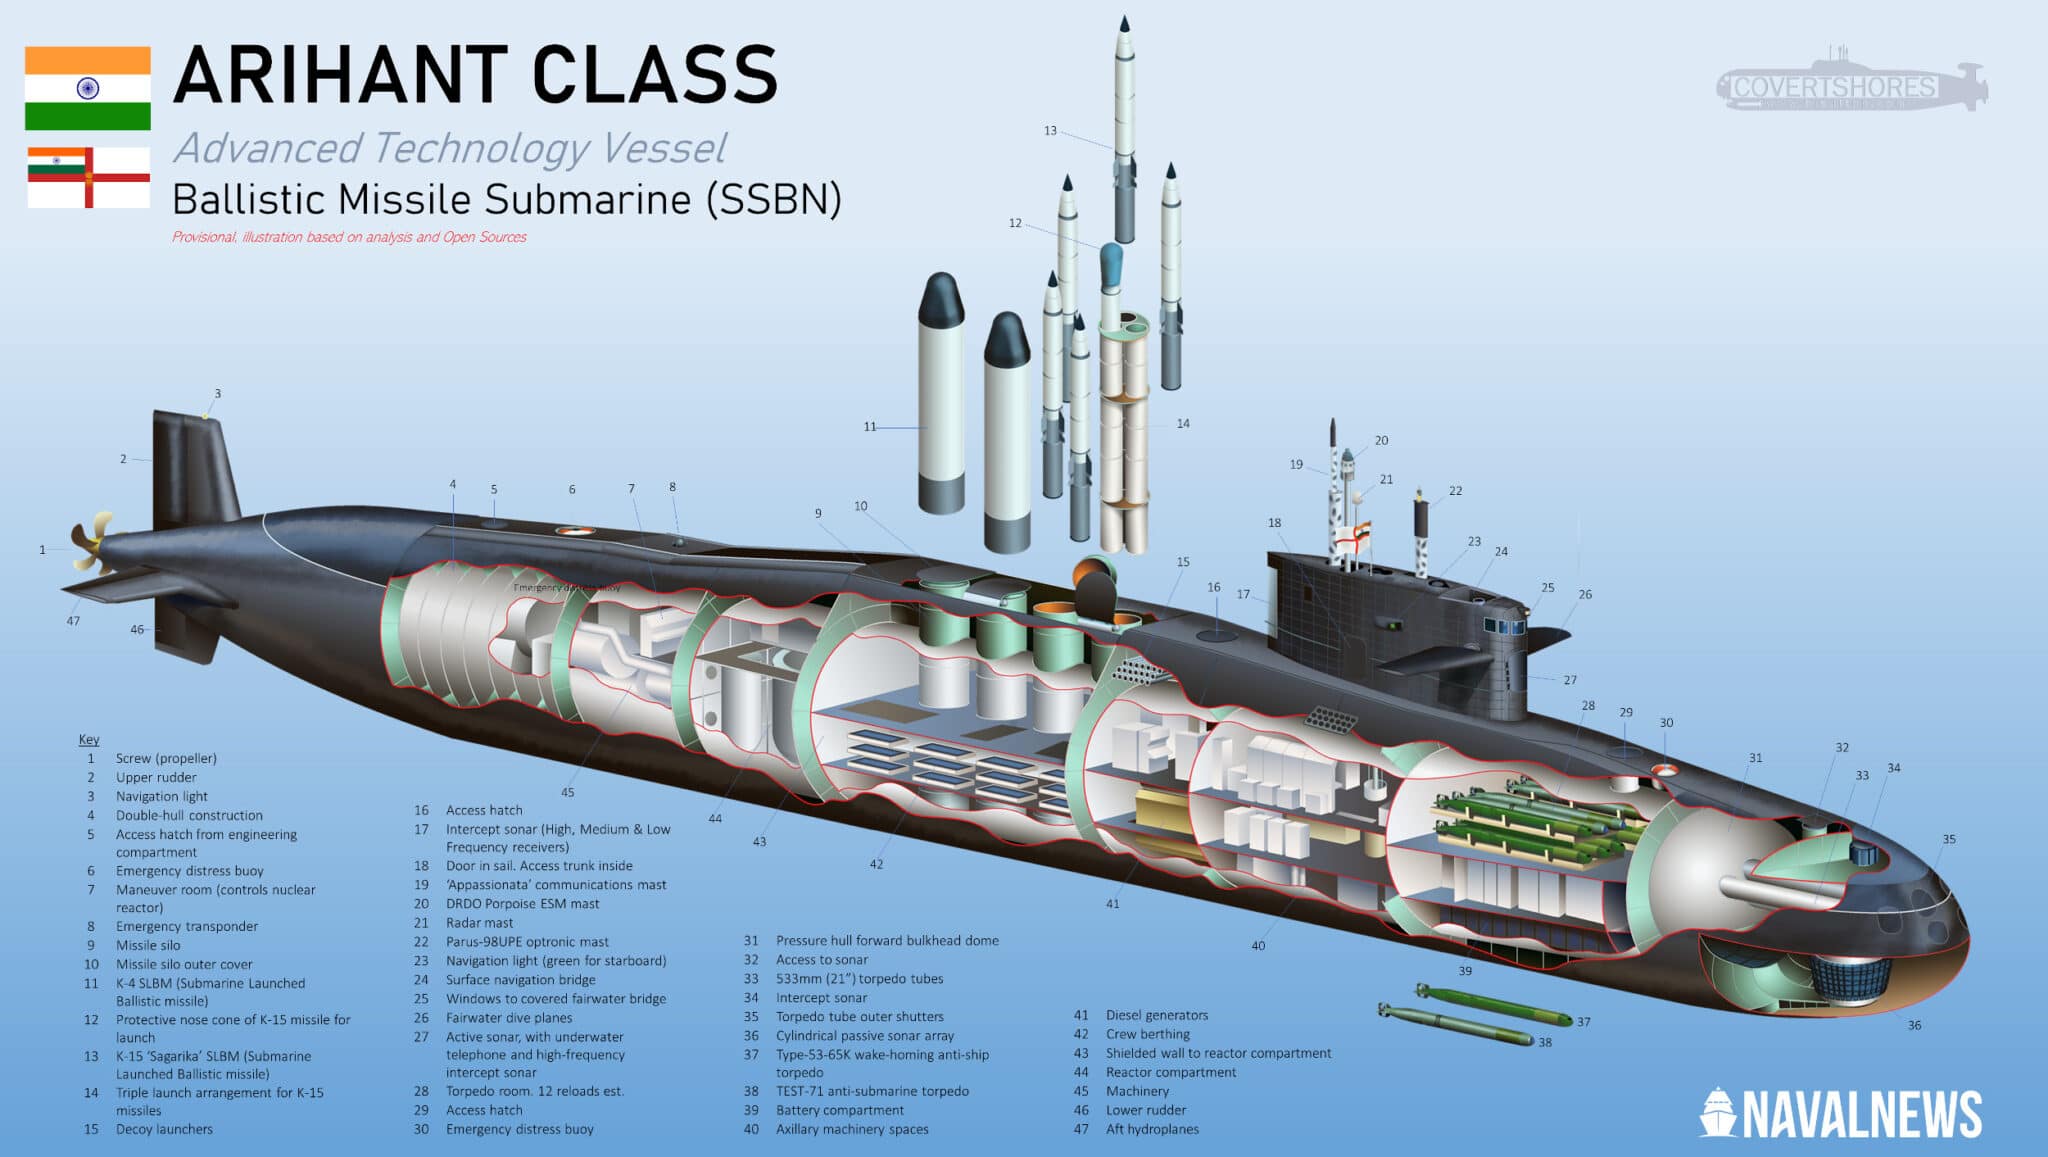 ARIHANT CLASS
Advanced Technology Vessel
Ballistic Missile Submarine (SSBN)
Provisional, illustration based on analysis and Open Sources
COVERTSHORES
13
12
11
14
3
2
1
47
46
4
5
6
7
8
9
10
Emergency distress buoy
15
16
17
18
19
20
21
22
23
24
25
26
27
28
29
30
31
32
33
34
35
36
37
38
39
40
41
42
43
44
45
Key
1 Screw (propeller)
2 Upper rudder
3 Navigation light
4 Double-hull construction
5 Access hatch from engineering
compartment
6 Emergency distress buoy
7 Maneuver room (controls nuclear
reactor)
8 Emergency transponder
9 Missile silo
10 Missile silo outer cover
11 K-4 SLBM (Submarine Launched
Ballistic missile)
12 Protective nose cone of K-15 missile for
launch
13 K-15 ‘Sagarika’ SLBM (Submarine
Launched Ballistic missile)
14 Triple launch arrangement for K-15
missiles
15 Decoy launchers
16 Access hatch
17 Intercept sonar (High, Medium & Low
Frequency receivers)
18 Door in sail. Access trunk inside
19 ‘Appassionata’ communications mast
20 DRDO Porpoise ESM mast
21 Radar mast
22 Parus-98UPE optronic mast
23 Navigation light (green for starboard)
24 Surface navigation bridge
25 Windows to covered fairwater bridge
26 Fairwater dive planes
27 Active sonar, with underwater
telephone and high-frequency
intercept sonar
28 Torpedo room. 12 reloads est.
29 Access hatch
30 Emergency distress buoy
31 Pressure hull forward bulkhead dome
32 Access to sonar
33 533mm (21”) torpedo tubes
34 Intercept sonar
35 Torpedo tube outer shutters
36 Cylindrical passive sonar array
37 Type-53-65K wake-homing anti-ship
torpedo
38 TEST-71 anti-submarine torpedo
39 Battery compartment
40 Axillary machinery spaces
41 Diesel generators
42 Crew berthing
43 Shielded wall to reactor compartment
44 Reactor compartment
45 Machinery
46 Lower rudder
47 Aft hydroplanes
NAVALNEWS